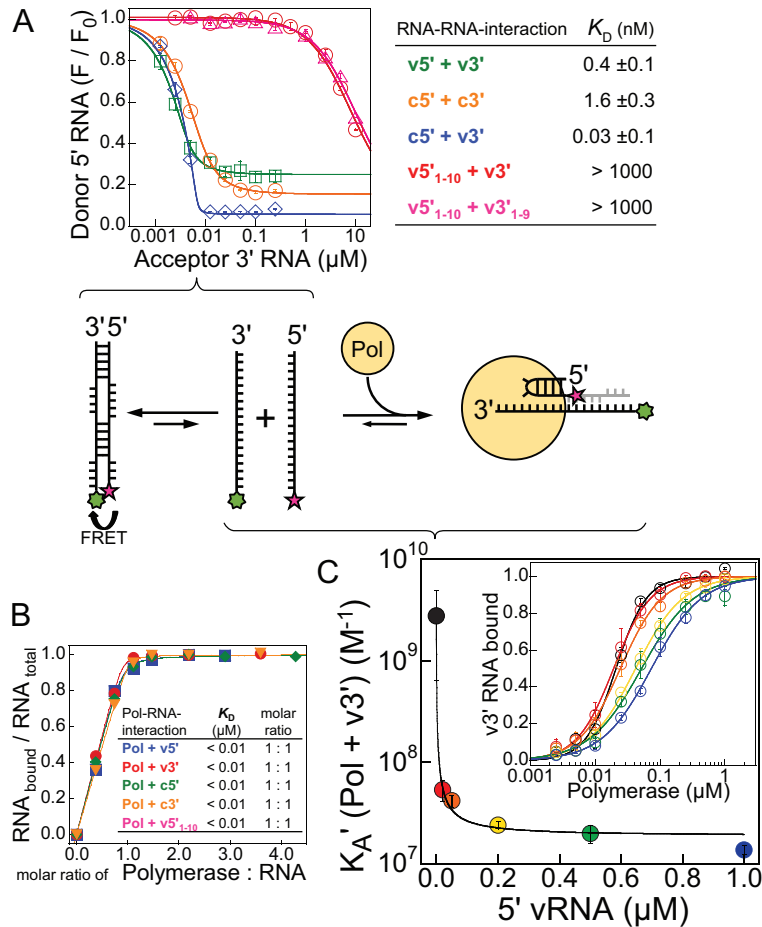 A
Donor 5' RNA (F / F0)
1.0
0.8
0.6
0.4
0.2
0.0
0.001 0.01 0.1 1 10
Acceptor 3' RNA (µM)
RNA-RNA-interaction KD (nM)
v5' + v3' 0.4 ±0.1
c5' + c3' 1.6 ±0.3
c5' + v3' 0.03 ±0.1
v5'1-10 + v3' > 1000
v5'1-10 + v3'1-9 > 1000
3' 5'
FRET
3'
+
5'
Pol
3'
5'
B
RNAbound / RNAtotal
1.0
0.8
0.6
0.4
0.2
0.0
Pol-RNA-interaction KD (µM) molar ratio
Pol + v5' < 0.01 1 : 1
Pol + v3' < 0.01 1 : 1
Pol + c5' < 0.01 1 : 1
Pol + c3' < 0.01 1 : 1
Pol + v5'1-10 < 0.01 1 : 1
0.0 1.0 2.0 3.0 4.0
molar ratio of Polymerase : RNA
C
KA' (Pol + v3') (M-1)
10^10
10^9
10^8
10^7
0.0 0.2 0.4 0.6 0.8 1.0
5' vRNA (µM)
v3' RNA bound
1.0
0.8
0.6
0.4
0.2
0.0
0.001 0.01 0.1 1
Polymerase (µM)